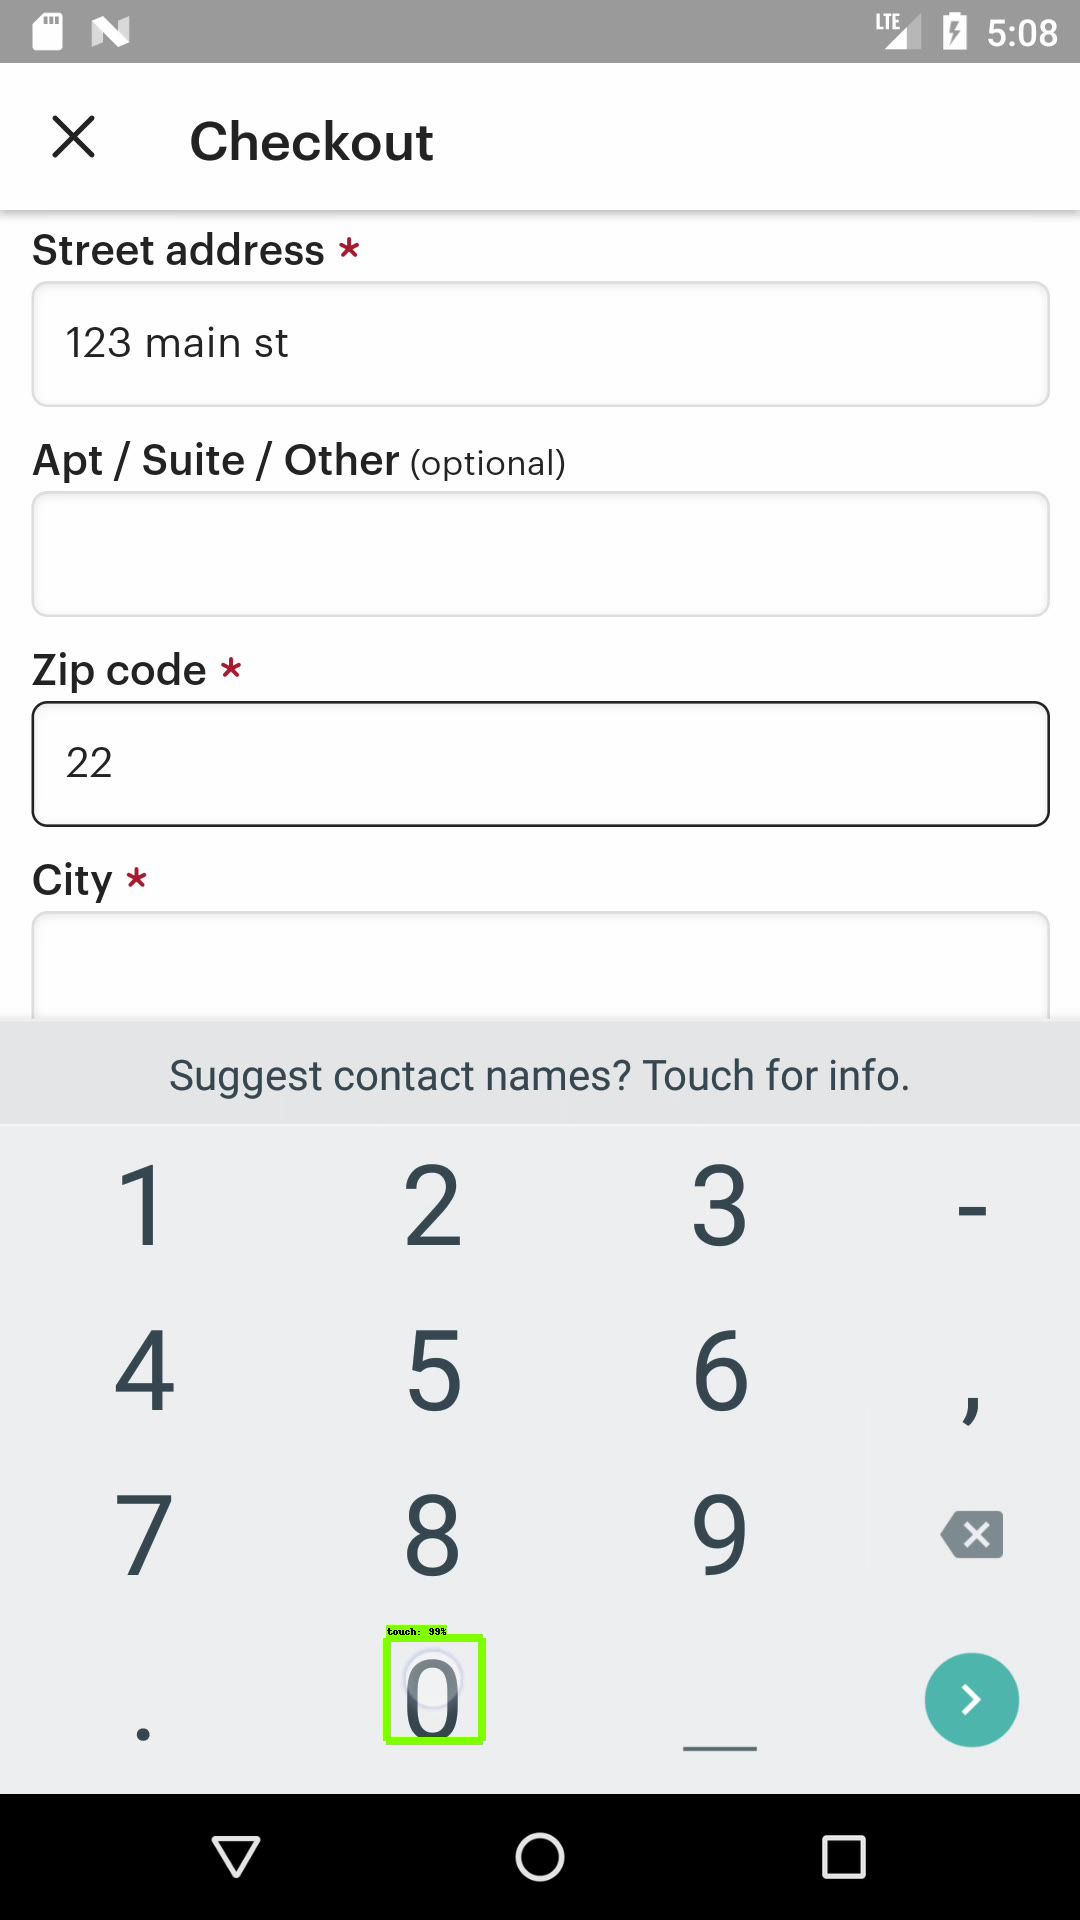 LTE 5:08
Checkout
Street address *
123 main st
Apt / Suite / Other (optional)
Zip code *
22
City *
Suggest contact names? Touch for info.
1 2 3 -
4 5 6 ,
7 8 9
touch: 99%
. 0 _